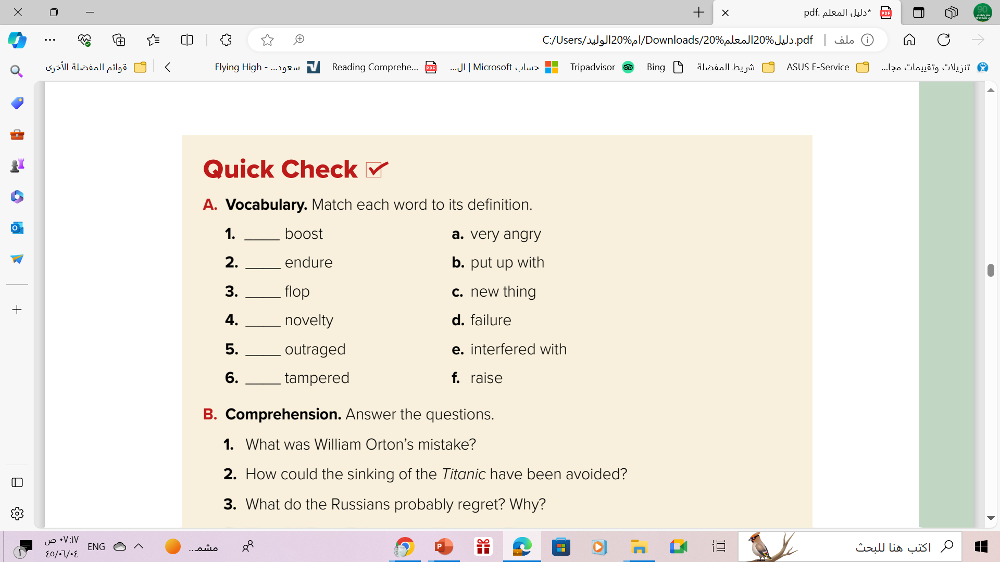 *دليل المعلم .pdf
C:/Users/ام%20الوليد/Downloads/دليل%20المعلم%20.pdf
ملف
قوائم المفضلة الأخرى
Flying High - سعود...
Reading Comprehe...
حساب Microsoft | ال...
Tripadvisor
Bing
شريط المفضلة
ASUS E-Service
تنزيلات وتقييمات مجا...
Quick Check
A. Vocabulary. Match each word to its definition.
1. _____ boost a. very angry
2. _____ endure b. put up with
3. _____ flop c. new thing
4. _____ novelty d. failure
5. _____ outraged e. interfered with
6. _____ tampered f. raise
B. Comprehension. Answer the questions.
1. What was William Orton’s mistake?
2. How could the sinking of the Titanic have been avoided?
3. What do the Russians probably regret? Why?
٠٧:١٧ ص
٤٥/٠٦/٠٤
ENG
مشمـ...
اكتب هنا للبحث